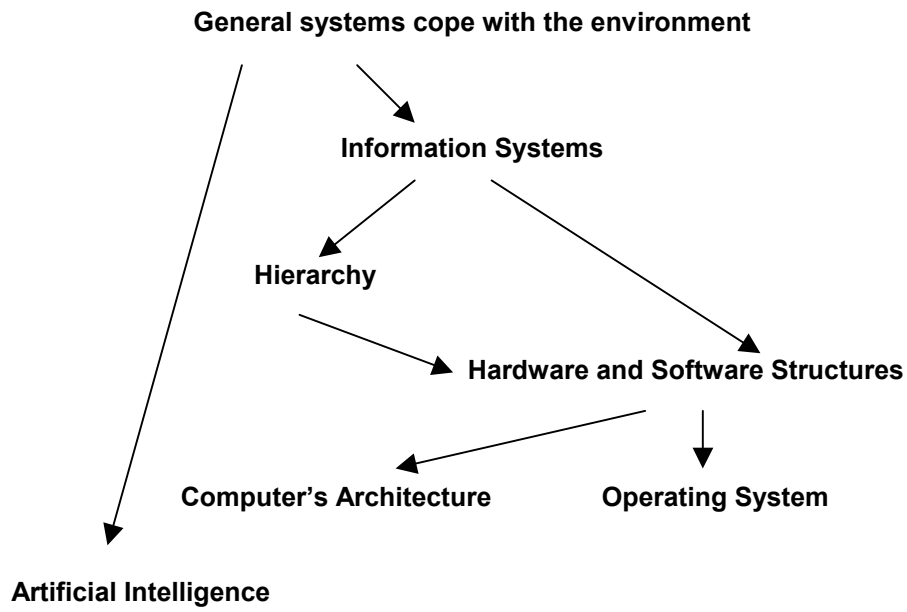 General systems cope with the environment
Information Systems
Hierarchy
Hardware and Software Structures
Computer’s Architecture
Operating System
Artificial Intelligence